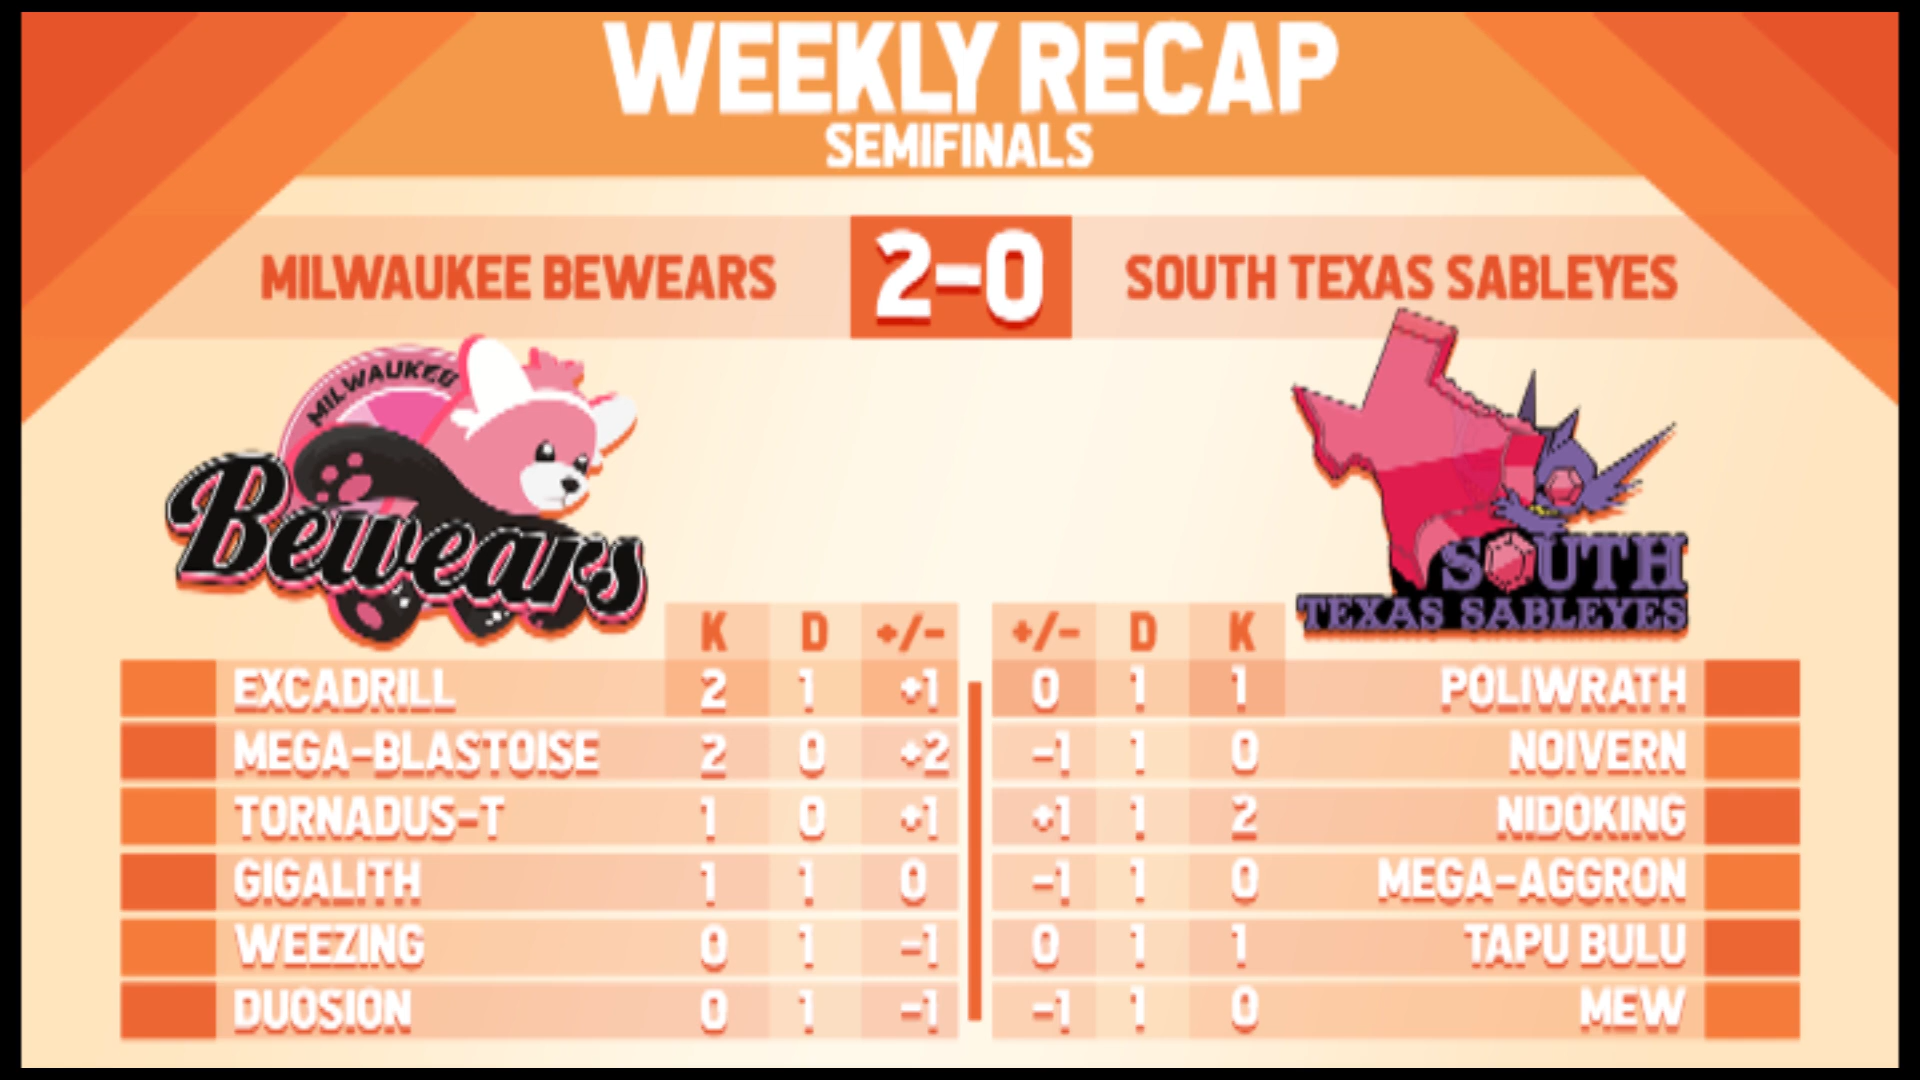 WEEKLY RECAP
SEMIFINALS
MILWAUKEE BEWEARS 2-0 SOUTH TEXAS SABLEYES
MILWAUKEE
Bewears
SOUTH
TEXAS SABLEYES
K D +/- +/- D K
EXCADRILL 2 1 +1 0 1 1 POLIWRATH
MEGA-BLASTOISE 2 0 +2 -1 1 0 NOIVERN
TORNADUS-T 1 0 +1 +1 1 2 NIDOKING
GIGALITH 1 1 0 -1 1 0 MEGA-AGGRON
WEEZING 0 1 -1 0 1 1 TAPU BULU
DUOSION 0 1 -1 -1 1 0 MEW